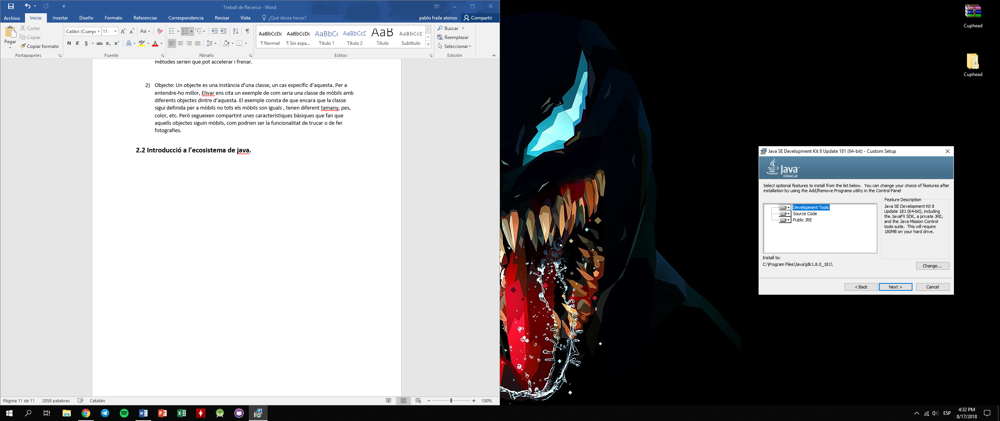 Treball de Recerca - Word
Archivo
Inicio
Insertar
Diseño
Formato
Referencias
Correspondencia
Revisar
Vista
¿Qué desea hacer?
pablo fraile alonso
Compartir
Pegar
Cortar
Copiar
Copiar formato
Portapapeles
Calibri (Cuerpo
11
Fuente
Párrafo
AaBbCcDc
¶ Normal
AaBbCcDc
¶ Sin espa...
AaBbCc
Título 1
AaBbCcD
Título 2
AaB
Título
AaBbCcD
Subtítulo
Estilos
Buscar
Reemplazar
Seleccionar
Edición
mètodes serien que pot accelerar i frenar.
2) Objecte: Un objecte es una instància d’una classe, un cas específic d’aquesta. Per a
entendre-ho millor, Elivar ens cita un exemple de com seria una classe de mòbils amb
diferents objectes dintre d’aquesta. El exemple consta de que encara que la classe
sigui definida per a mòbils no tots els mòbils son iguals , tenen diferent tamany, pes,
color, etc. Però segueixen compartint unes característiques bàsiques que fan que
aquells objectes siguin mòbils, com podrien ser la funcionalitat de trucar o de fer
fotografies.
2.2 Introducció a l’ecosistema de java.
Página 11 de 11
2058 palabras
Catalán
100%
Cuphead
Cuphead
Java SE Development Kit 8 Update 181 (64-bit) - Custom Setup
Java
ORACLE
Select optional features to install from the list below. You can change your choice of features after
installation by using the Add/Remove Programs utility in the Control Panel
Development Tools
Source Code
Public JRE
Feature Description
Java SE Development Kit 8
Update 181 (64-bit), including
the JavaFX SDK, a private JRE,
and the Java Mission Control
tools suite. This will require
180MB on your hard drive.
Install to:
C:\Program Files\Java\jdk1.8.0_181\
Change...
< Back
Next >
Cancel
ESP
4:32 PM
8/17/2018